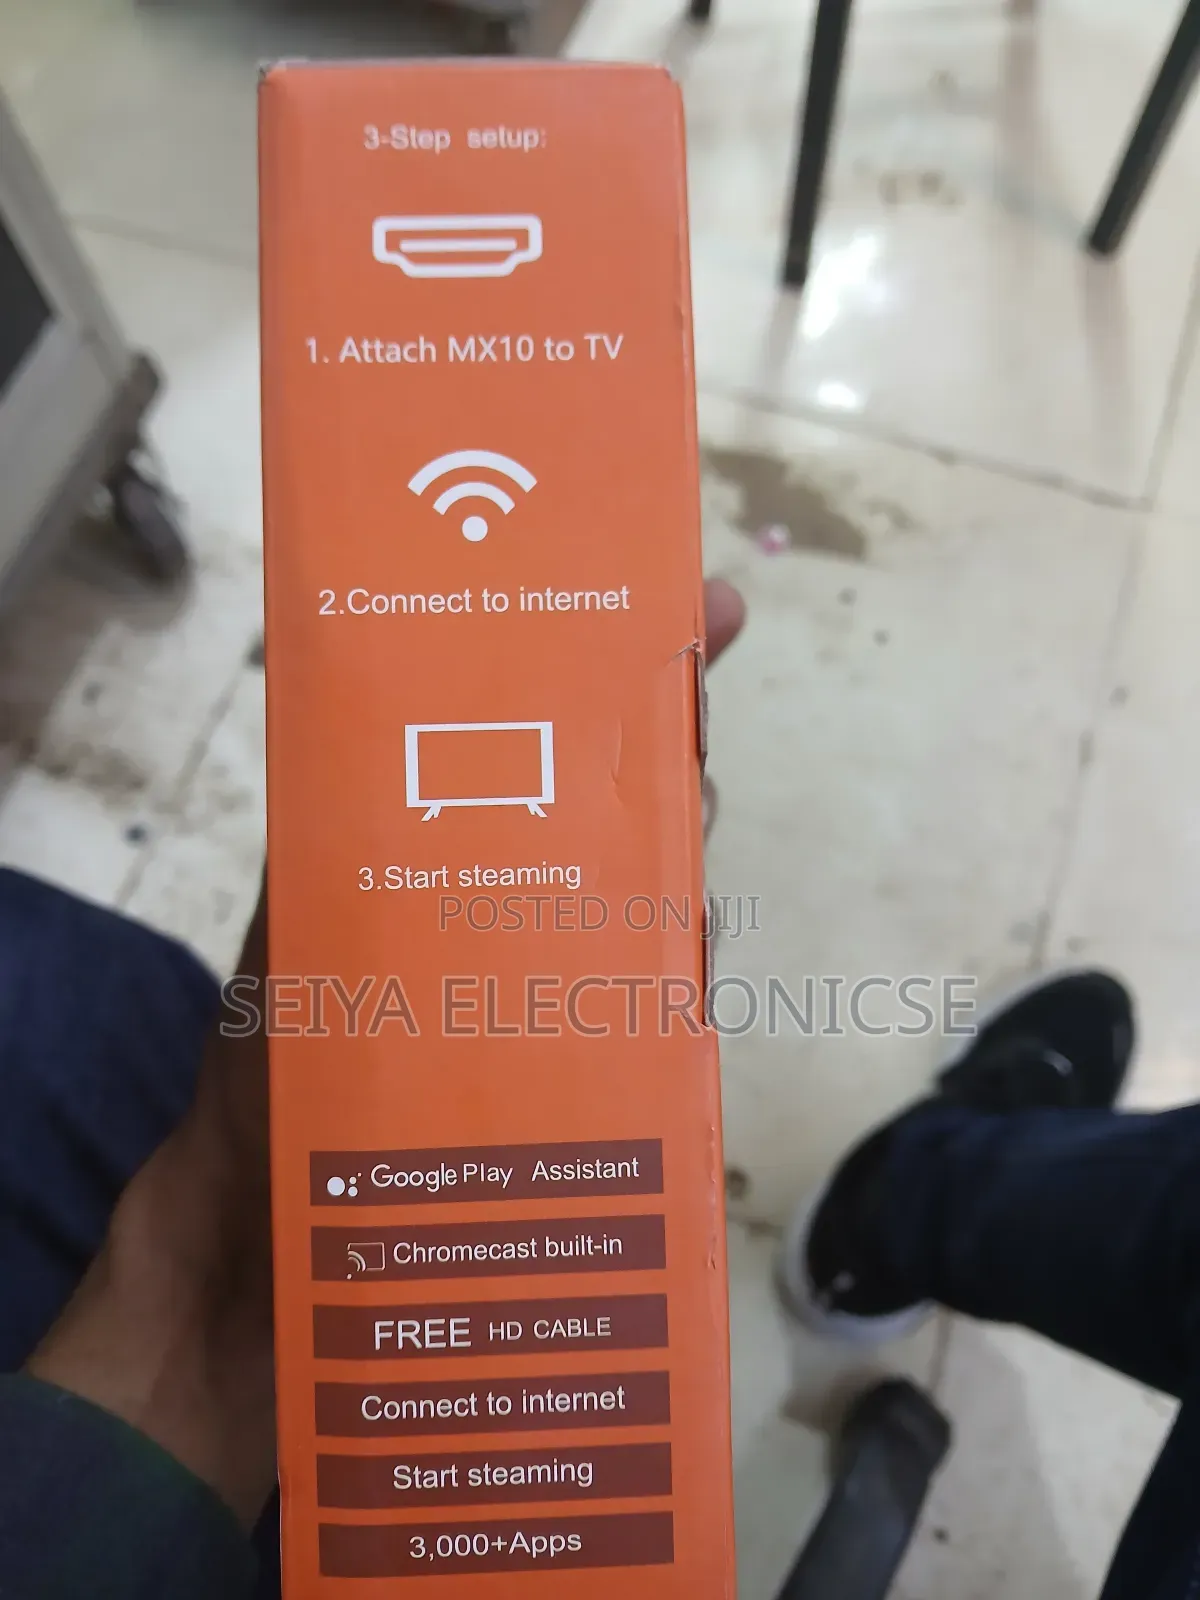 3-Step setup:
1. Attach MX10 to TV
2.Connect to internet
3.Start steaming
POSTED ON JIJI
SEIYA ELECTRONICSE
Google Play Assistant
Chromecast built-in
FREE HD CABLE
Connect to internet
Start steaming
3,000+Apps